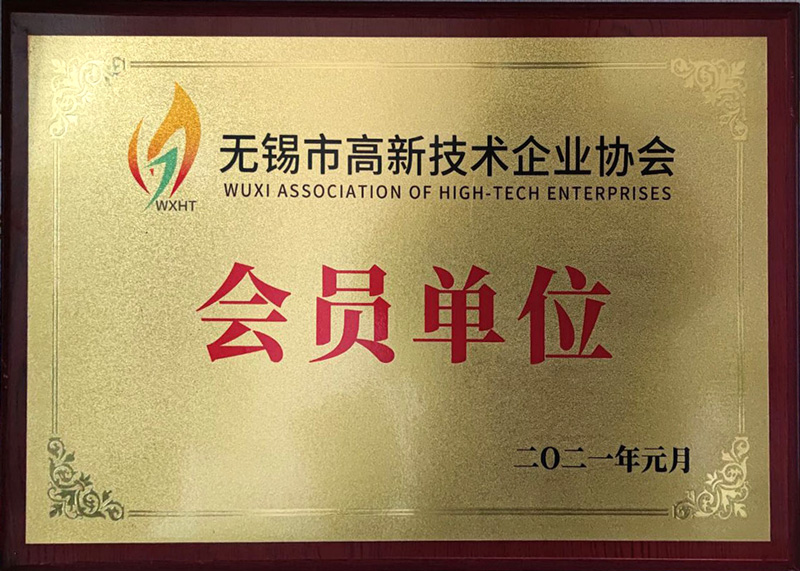 无锡市高新技术企业协会
WUXI ASSOCIATION OF HIGH-TECH ENTERPRISES
WXHT
会员单位
二〇二一年元月